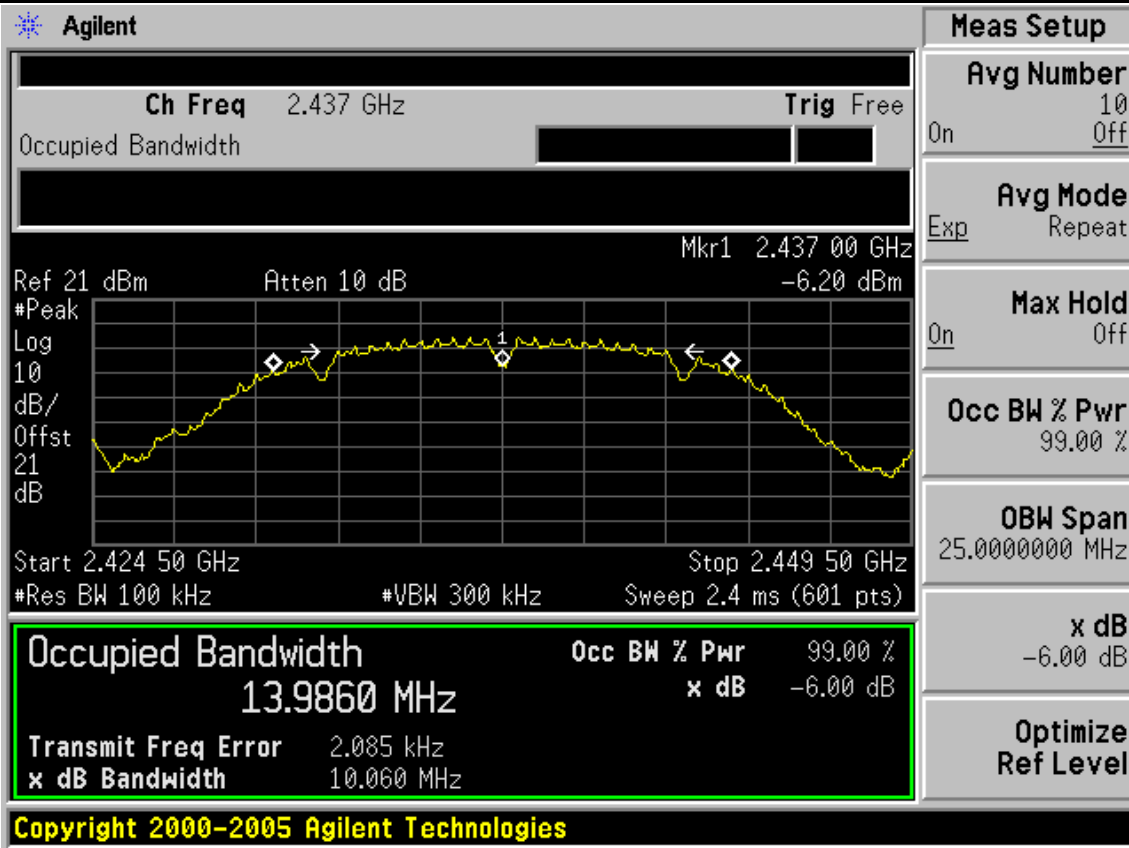 Agilent
Ch Freq 2.437 GHz Trig Free
Occupied Bandwidth
Mkr1 2.437 00 GHz
Ref 21 dBm Atten 10 dB -6.20 dBm
#Peak
Log
10
dB/
Offst
21
dB
1
Start 2.424 50 GHz Stop 2.449 50 GHz
#Res BW 100 kHz #VBW 300 kHz Sweep 2.4 ms (601 pts)
Occupied Bandwidth Occ BW % Pwr 99.00 %
13.9860 MHz x dB -6.00 dB
Transmit Freq Error 2.085 kHz
x dB Bandwidth 10.060 MHz
Copyright 2000-2005 Agilent Technologies
Meas Setup
Avg Number
10
On Off
Avg Mode
Exp Repeat
Max Hold
On Off
Occ BW % Pwr
99.00 %
OBW Span
25.0000000 MHz
x dB
-6.00 dB
Optimize
Ref Level